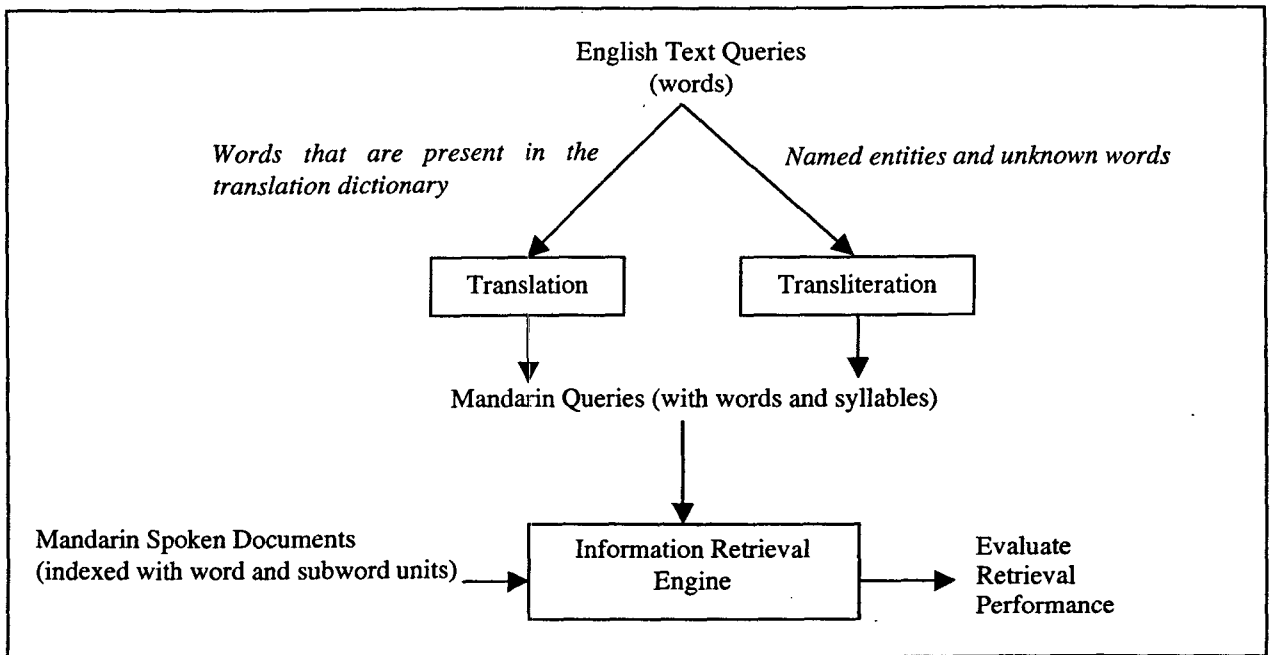 English Text Queries
(words)
Words that are present in the
translation dictionary
Named entities and unknown words
Translation
Transliteration
Mandarin Queries (with words and syllables)
Mandarin Spoken Documents
(indexed with word and subword units)
Information Retrieval
Engine
Evaluate
Retrieval
Performance